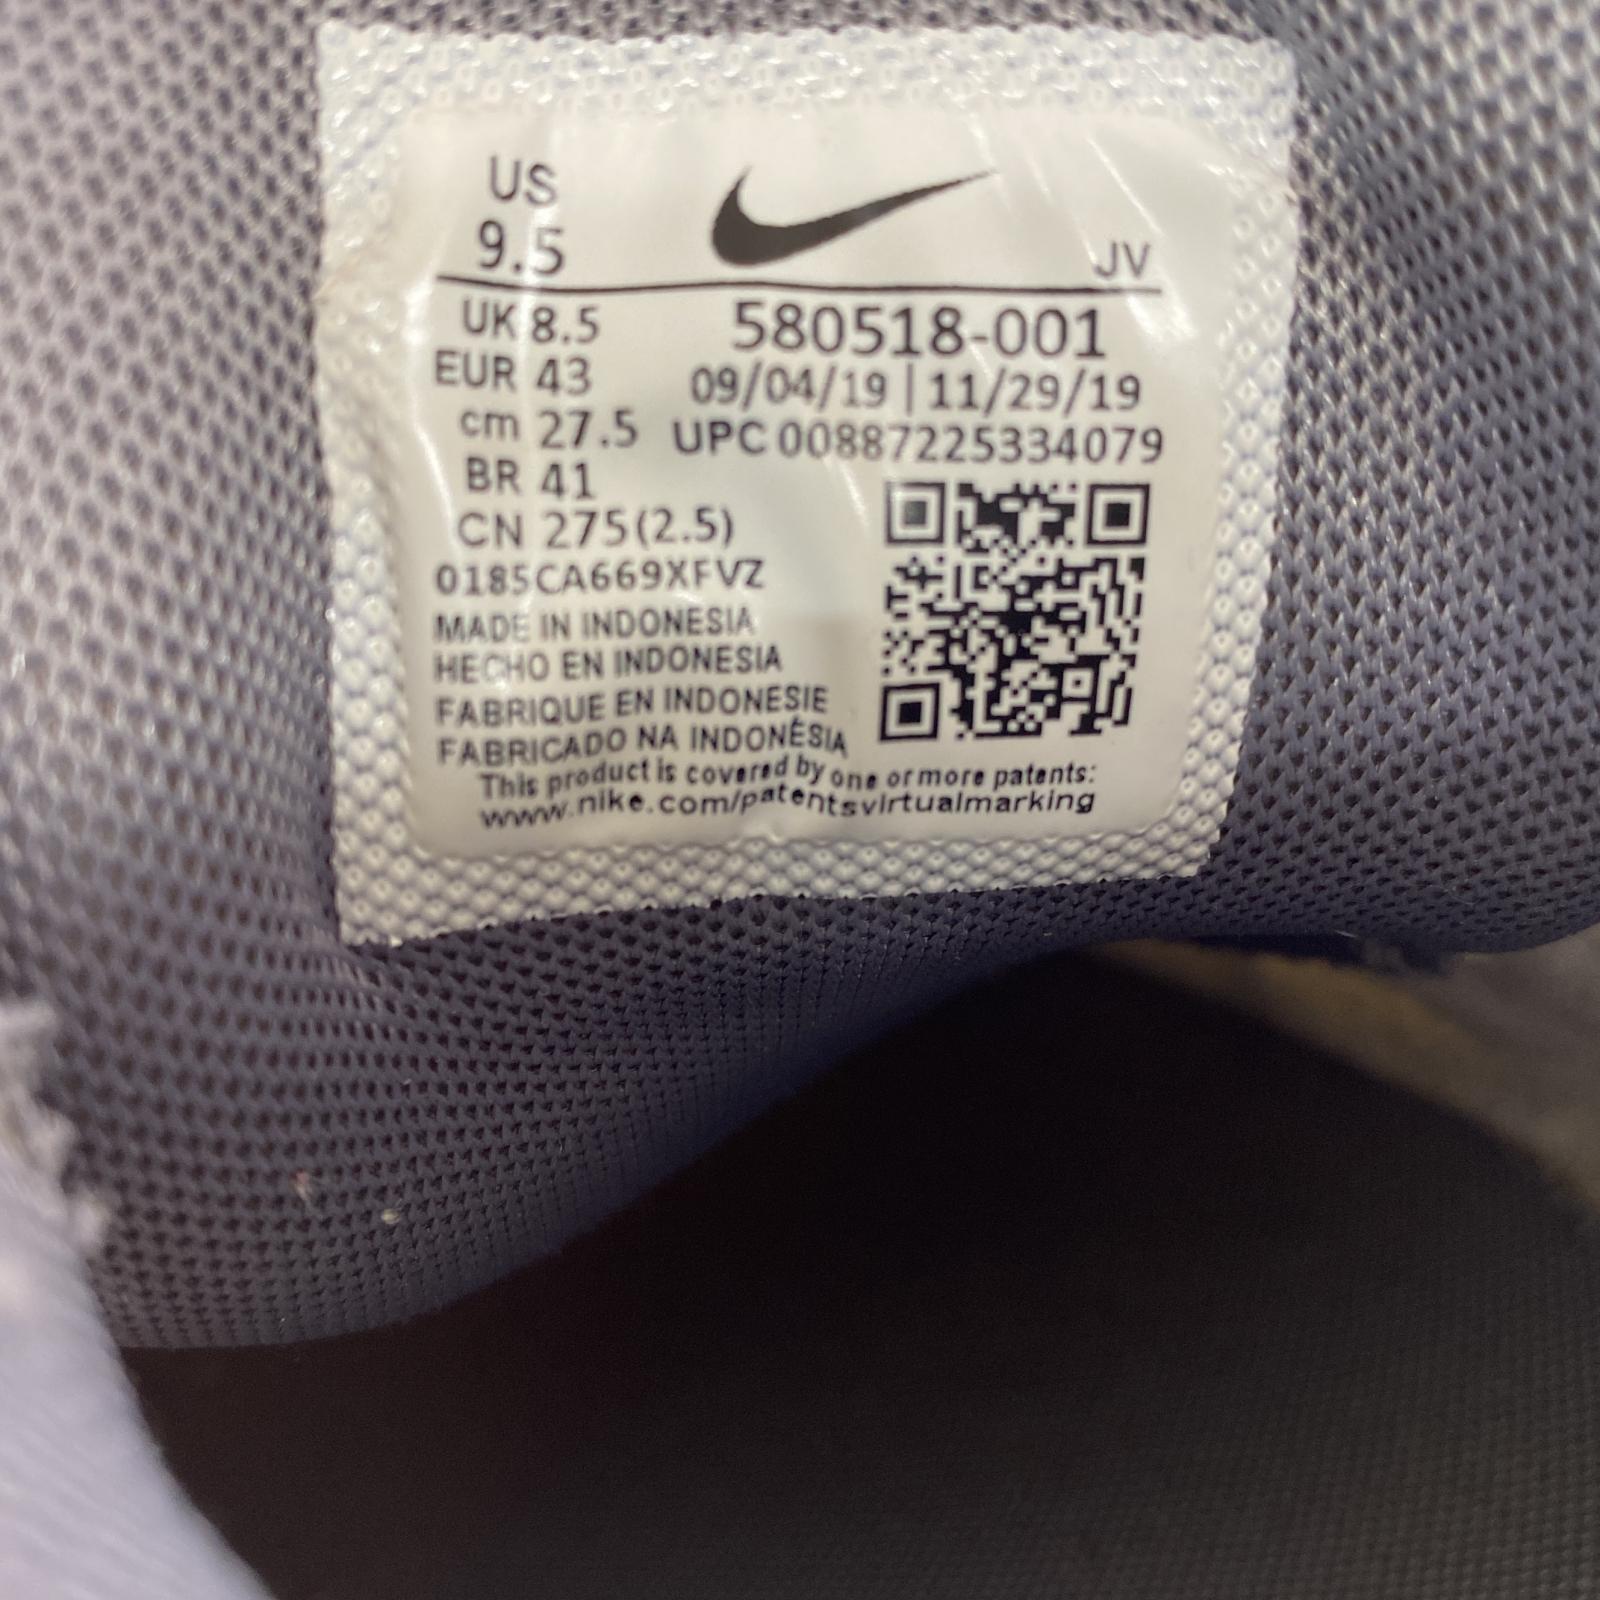 US
9.5
JV
UK 8.5
EUR 43
cm 27.5
BR 41
CN 275(2.5)
580518-001
09/04/19 | 11/29/19
UPC 00887225334079
0185CA669XFVZ
MADE IN INDONESIA
HECHO EN INDONESIA
FABRIQUE EN INDONESIE
FABRICADO NA INDONÉSIA
This product is covered by one or more patents:
www.nike.com/patentsvirtualmarking